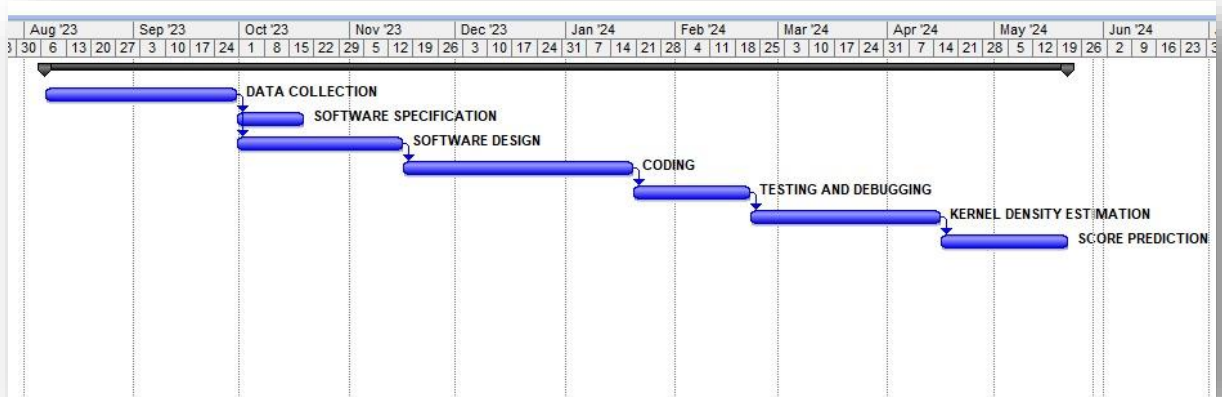 Aug '23 Sep '23 Oct '23 Nov '23 Dec '23 Jan '24 Feb '24 Mar '24 Apr '24 May '24 Jun '24
30 6 13 20 27 3 10 17 24 1 8 15 22 29 5 12 19 26 3 10 17 24 31 7 14 21 28 4 11 18 25 3 10 17 24 31 7 14 21 28 5 12 19 26 2 9 16 23
DATA COLLECTION
SOFTWARE SPECIFICATION
SOFTWARE DESIGN
CODING
TESTING AND DEBUGGING
KERNEL DENSITY ESTIMATION
SCORE PREDICTION